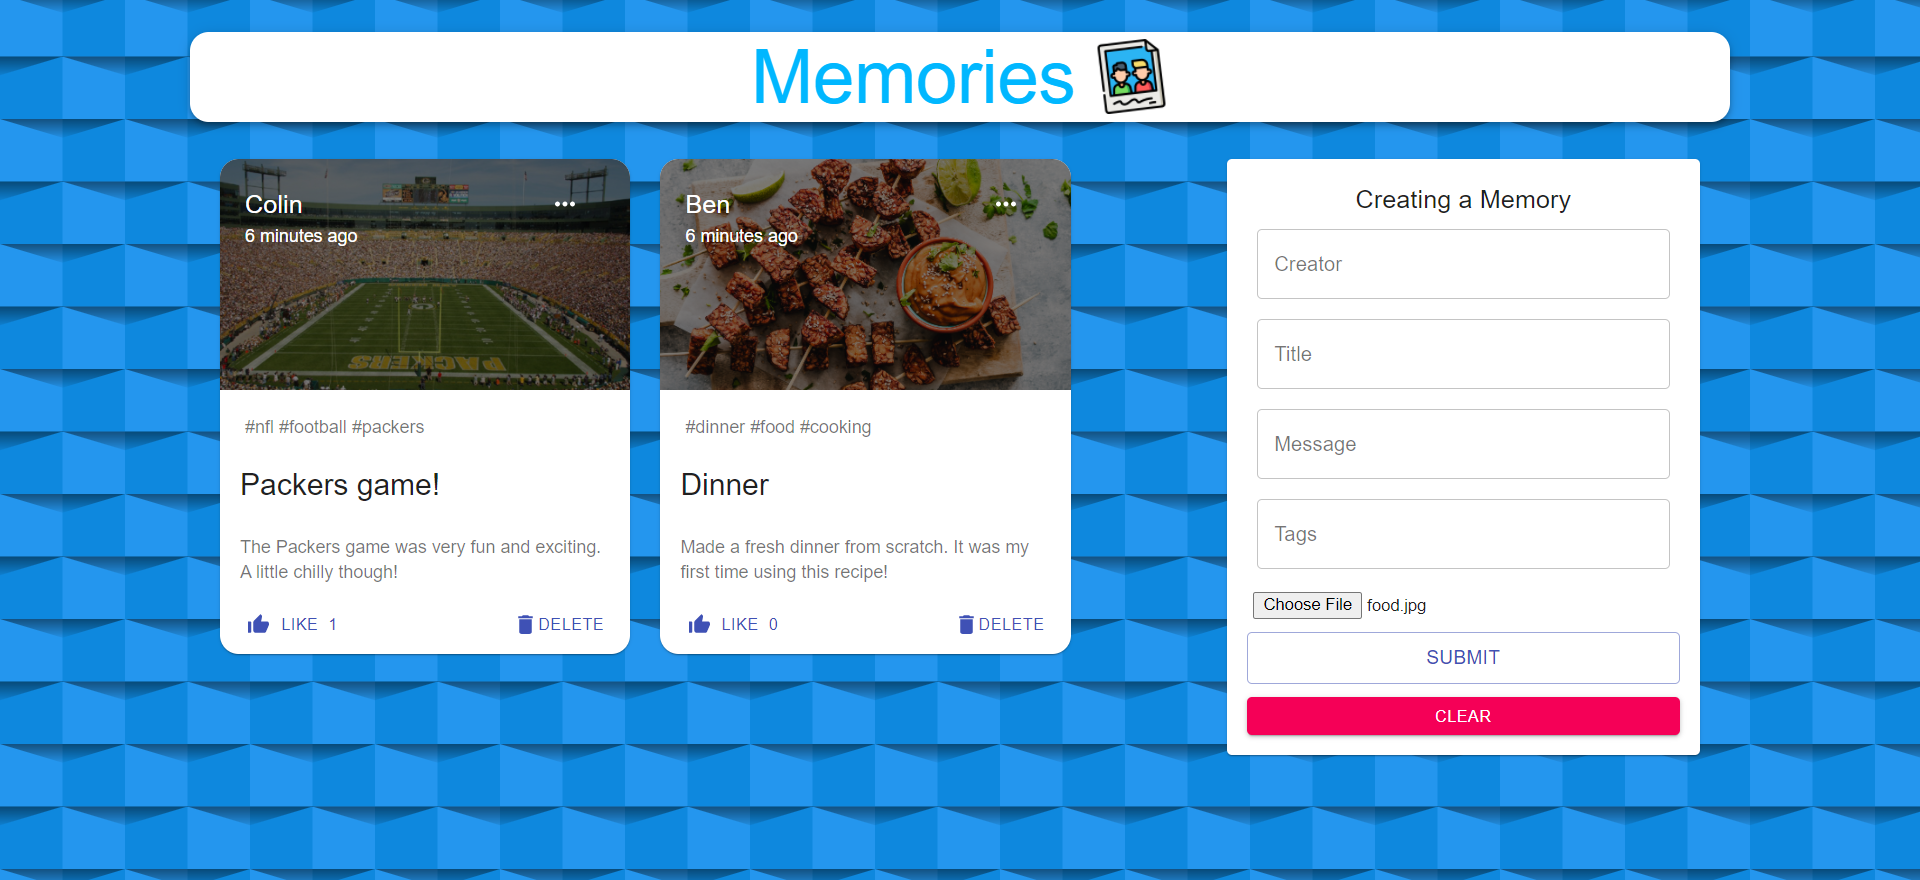 Memories
Colin
6 minutes ago
PACKERS
#nfl #football #packers
Packers game!
The Packers game was very fun and exciting.
A little chilly though!
LIKE 1
DELETE
Ben
6 minutes ago
#dinner #food #cooking
Dinner
Made a fresh dinner from scratch. It was my
first time using this recipe!
LIKE 0
DELETE
Creating a Memory
Creator
Title
Message
Tags
Choose File food.jpg
SUBMIT
CLEAR